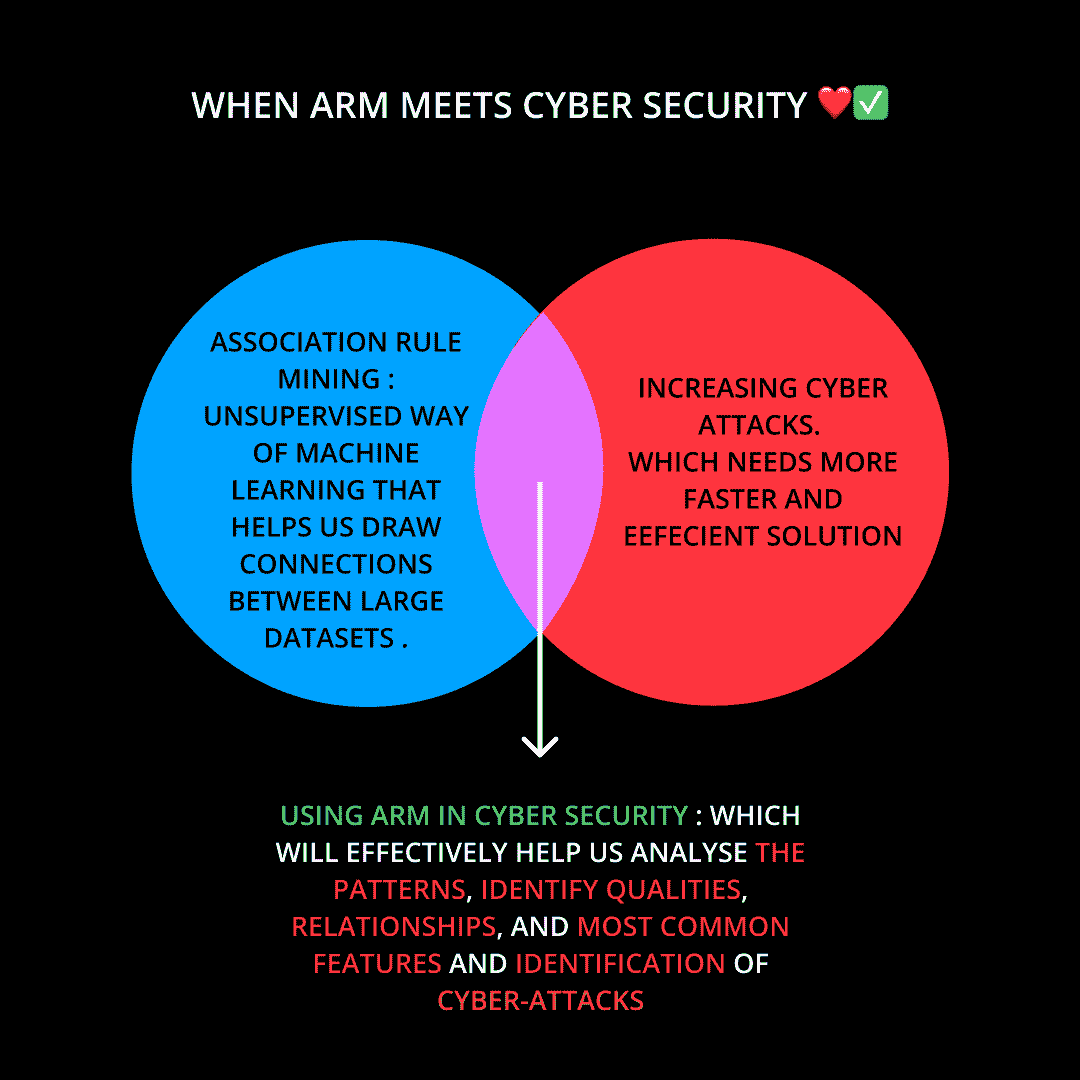 WHEN ARM MEETS CYBER SECURITY ❤️✅
ASSOCIATION RULE
MINING :
UNSUPERVISED WAY
OF MACHINE
LEARNING THAT
HELPS US DRAW
CONNECTIONS
BETWEEN LARGE
DATASETS .
INCREASING CYBER
ATTACKS.
WHICH NEEDS MORE
FASTER AND
EEFECIENT SOLUTION
USING ARM IN CYBER SECURITY : WHICH
WILL EFFECTIVELY HELP US ANALYSE THE
PATTERNS, IDENTIFY QUALITIES,
RELATIONSHIPS, AND MOST COMMON
FEATURES AND IDENTIFICATION OF
CYBER-ATTACKS